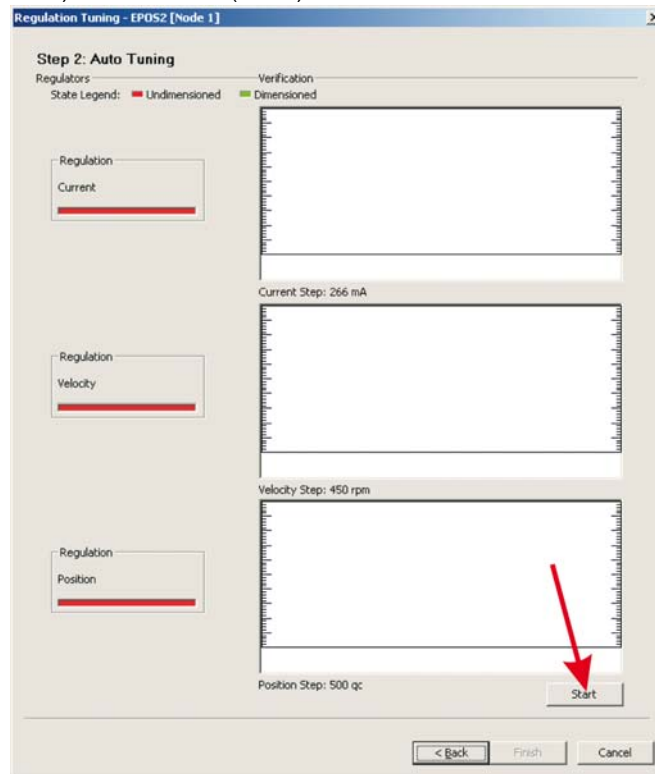 Regulation Tuning - EPOS2 [Node 1]
Step 2: Auto Tuning
Regulators
Verification
State Legend: Undimensioned Dimensioned
Regulation
Current
Current Step: 266 mA
Regulation
Velocity
Velocity Step: 450 rpm
Regulation
Position
Position Step: 500 qc
Start
< Back Finish Cancel